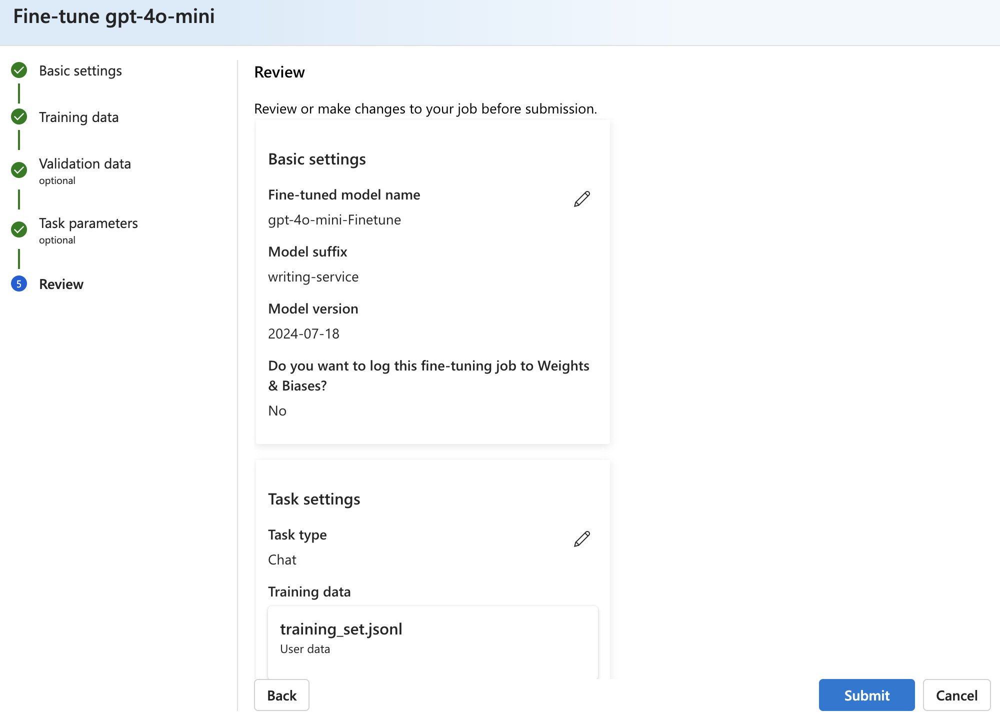 Fine-tune gpt-4o-mini
Basic settings
Training data
Validation data
optional
Task parameters
optional
5
Review
Review
Review or make changes to your job before submission.
Basic settings
Fine-tuned model name
gpt-4o-mini-Finetune
Model suffix
writing-service
Model version
2024-07-18
Do you want to log this fine-tuning job to Weights
& Biases?
No
Task settings
Task type
Chat
Training data
training_set.jsonl
User data
Back
Submit
Cancel